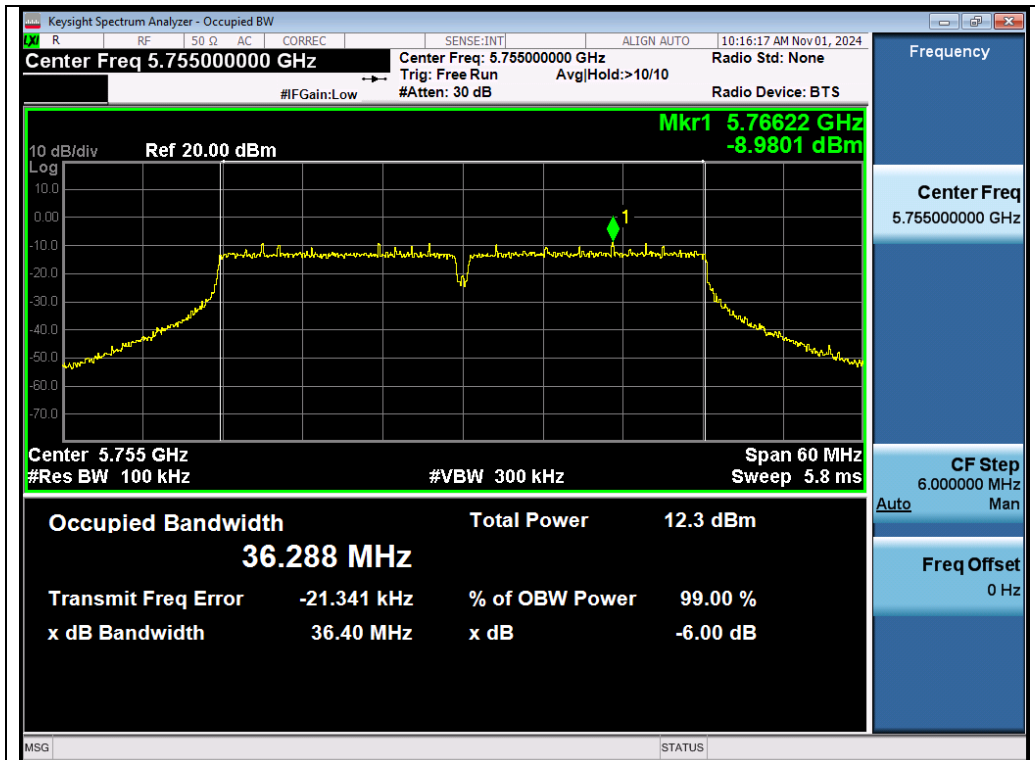 Keysight Spectrum Analyzer - Occupied BW
LXI R RF 50 Ω AC CORREC SENSE:INT ALIGN AUTO 10:16:17 AM Nov 01, 2024
Center Freq 5.755000000 GHz
Center Freq: 5.755000000 GHz Radio Std: None
Trig: Free Run Avg|Hold:>10/10
#IFGain:Low #Atten: 30 dB Radio Device: BTS
Frequency
Mkr1 5.76622 GHz
-8.9801 dBm
10 dB/div Ref 20.00 dBm
Log
10.0
0.00
-10.0
-20.0
-30.0
-40.0
-50.0
-60.0
-70.0
1
Center 5.755 GHz Span 60 MHz
#Res BW 100 kHz #VBW 300 kHz Sweep 5.8 ms
Center Freq
5.755000000 GHz
CF Step
6.000000 MHz
Auto Man
Freq Offset
0 Hz
Occupied Bandwidth Total Power 12.3 dBm
36.288 MHz
Transmit Freq Error -21.341 kHz % of OBW Power 99.00 %
x dB Bandwidth 36.40 MHz x dB -6.00 dB
MSG STATUS